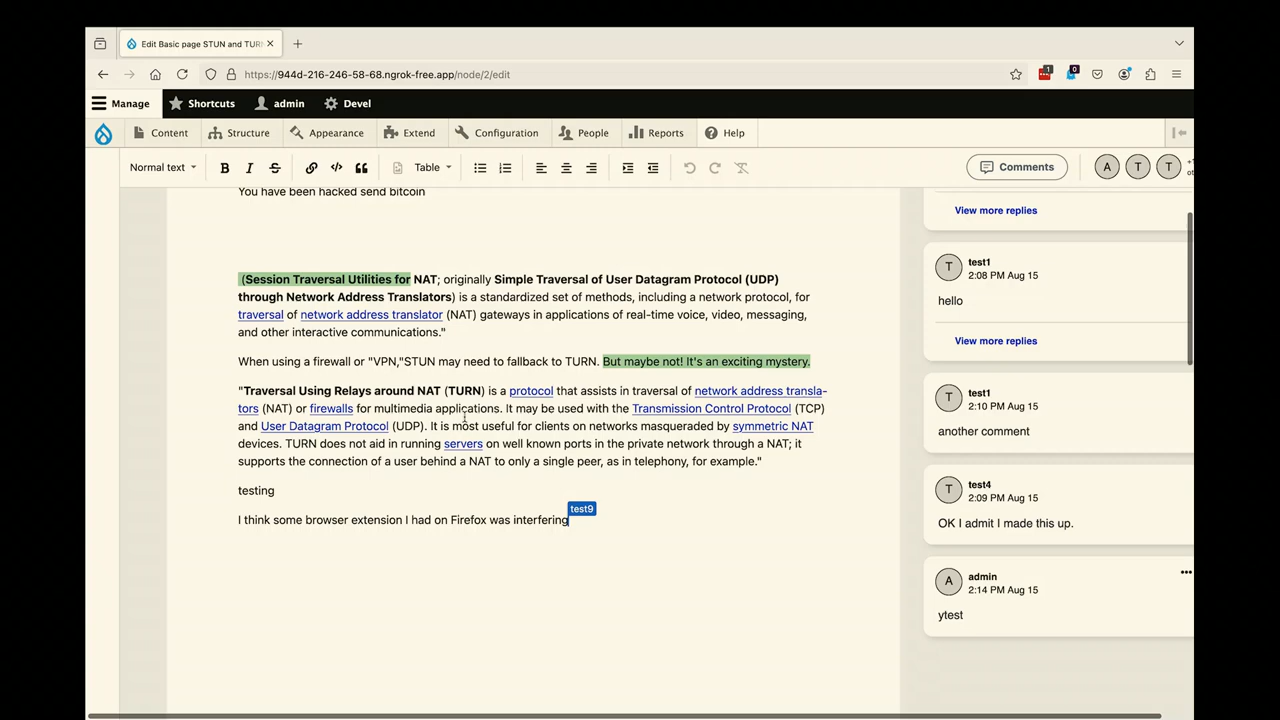 Edit Basic page STUN and TURN
https://944d-216-246-58-68.ngrok-free.app/node/2/edit
1
0
Manage
Shortcuts
admin
Devel
Content
Structure
Appearance
Extend
Configuration
People
Reports
Help
Normal text
B
I
S
Table
Comments
A
T
T
You have been hacked send bitcoin
(Session Traversal Utilities for NAT; originally Simple Traversal of User Datagram Protocol (UDP)
through Network Address Translators) is a standardized set of methods, including a network protocol, for
traversal of network address translator (NAT) gateways in applications of real-time voice, video, messaging,
and other interactive communications."
When using a firewall or "VPN,"STUN may need to fallback to TURN. But maybe not! It's an exciting mystery.
"Traversal Using Relays around NAT (TURN) is a protocol that assists in traversal of network address transla-
tors (NAT) or firewalls for multimedia applications. It may be used with the Transmission Control Protocol (TCP)
and User Datagram Protocol (UDP). It is most useful for clients on networks masqueraded by symmetric NAT
devices. TURN does not aid in running servers on well known ports in the private network through a NAT; it
supports the connection of a user behind a NAT to only a single peer, as in telephony, for example."
testing
test9
I think some browser extension I had on Firefox was interfering
View more replies
T
test1
2:08 PM Aug 15
hello
View more replies
T
test1
2:10 PM Aug 15
another comment
T
test4
2:09 PM Aug 15
OK I admit I made this up.
A
admin
2:14 PM Aug 15
ytest